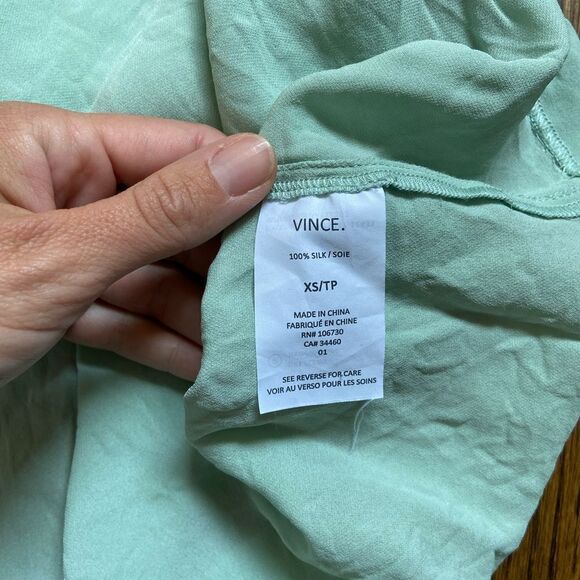 VINCE.
100% SILK / SOIE
XS/TP
MADE IN CHINA
FABRIQUÉ EN CHINE
RN# 106730
CA# 34460
01
SEE REVERSE FOR CARE
VOIR AU VERSO POUR LES SOINS